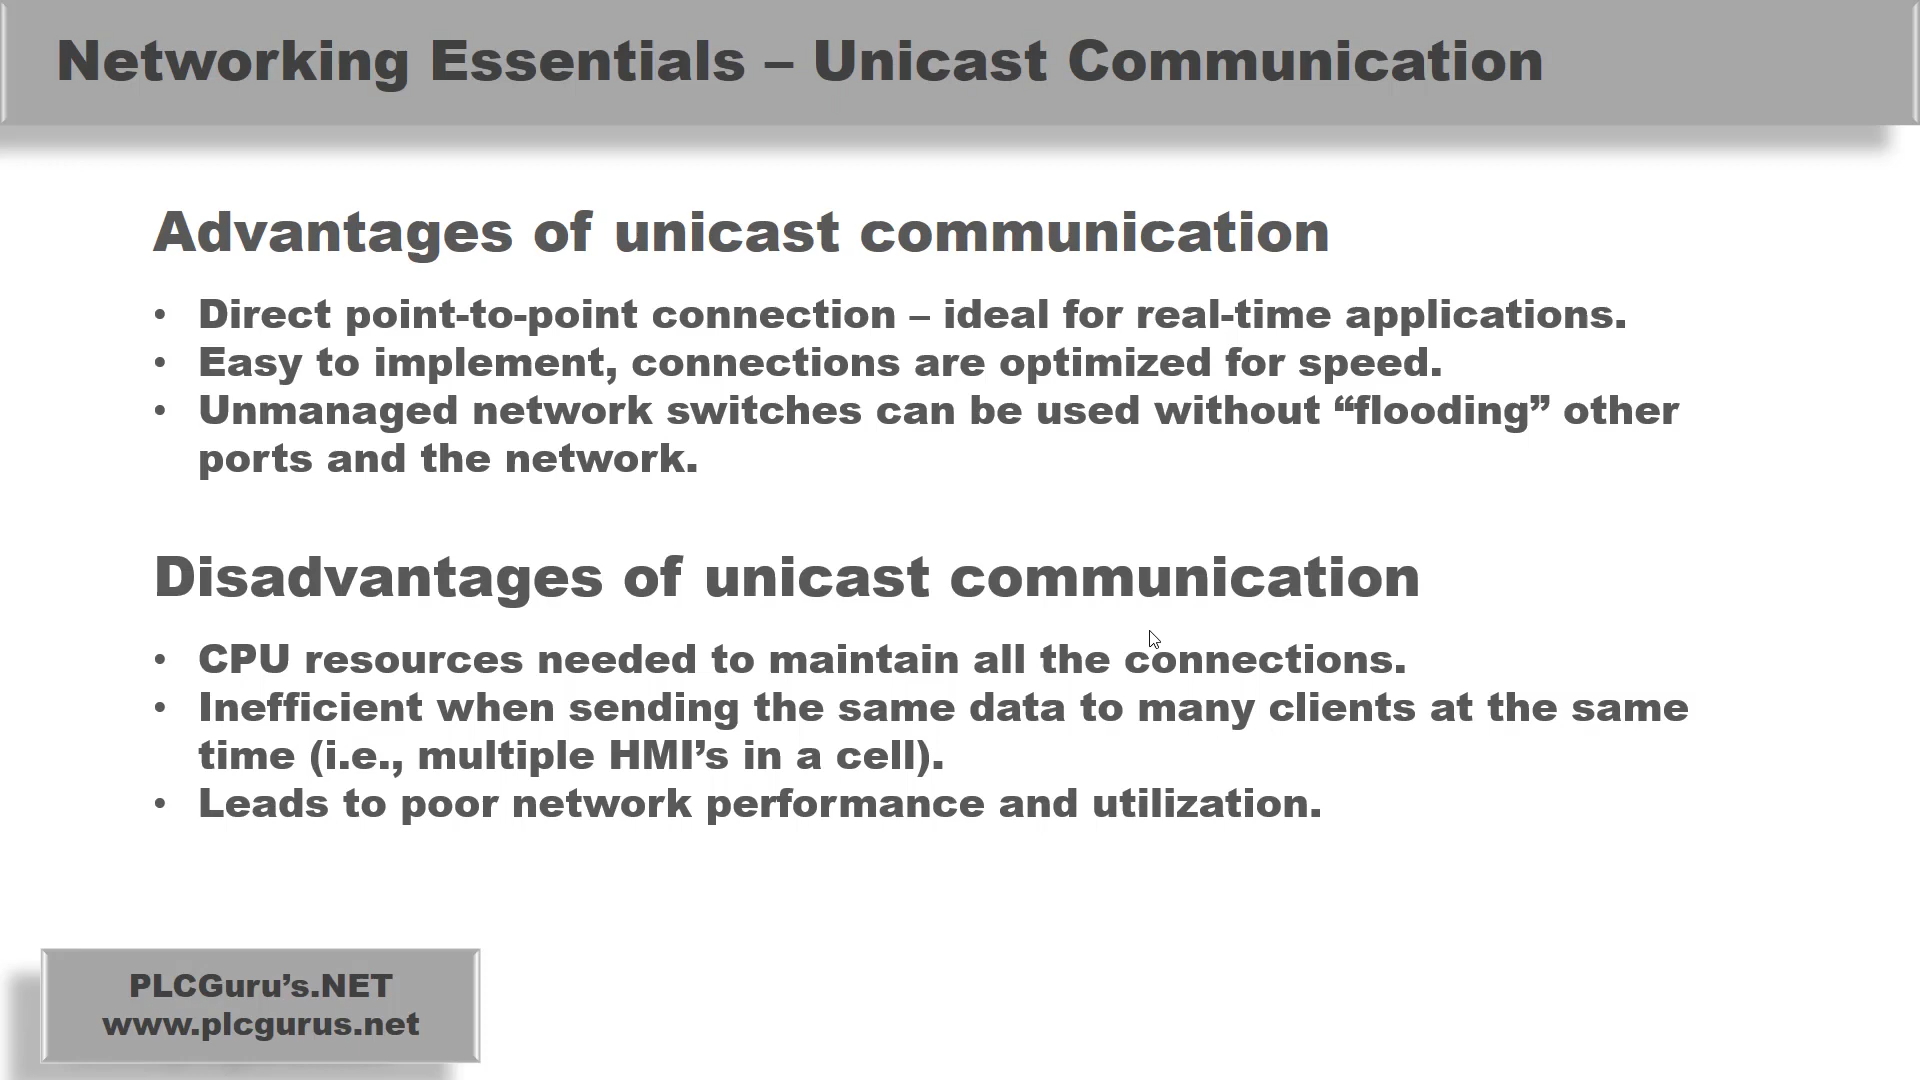 Networking Essentials – Unicast Communication
Advantages of unicast communication
• Direct point-to-point connection – ideal for real-time applications.
• Easy to implement, connections are optimized for speed.
• Unmanaged network switches can be used without “flooding” other
ports and the network.
Disadvantages of unicast communication
• CPU resources needed to maintain all the connections.
• Inefficient when sending the same data to many clients at the same
time (i.e., multiple HMI’s in a cell).
• Leads to poor network performance and utilization.
PLCGuru’s.NET
www.plcgurus.net